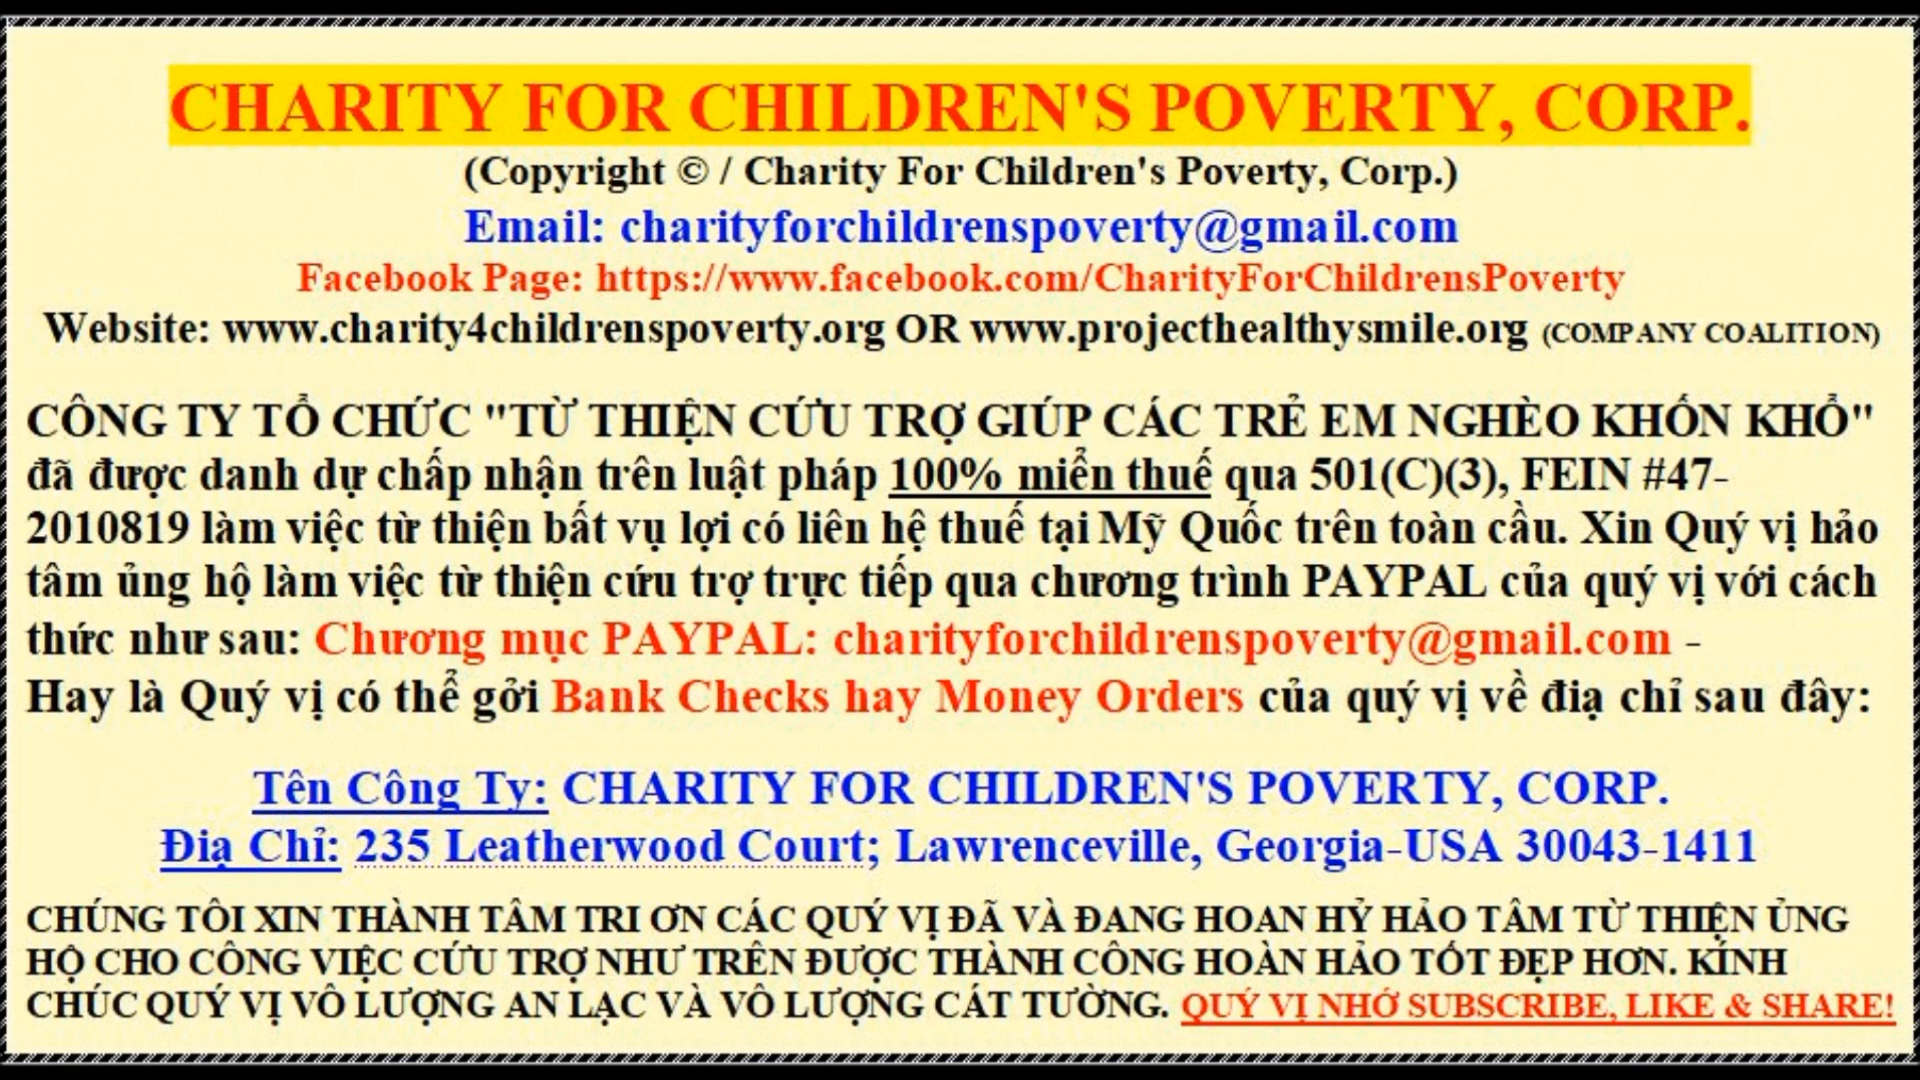 CHARITY FOR CHILDREN'S POVERTY, CORP.
(Copyright © / Charity For Children's Poverty, Corp.)
Email: charityforchildrenspoverty@gmail.com
Facebook Page: https://www.facebook.com/CharityForChildrensPoverty
Website: www.charity4childrenspoverty.org OR www.projecthealthysmile.org (COMPANY COALITION)
CÔNG TY TỔ CHỨC "TỪ THIỆN CỨU TRỢ GIÚP CÁC TRẺ EM NGHÈO KHỐN KHỔ"
đã được danh dự chấp nhận trên luật pháp 100% miễn thuế qua 501(C)(3), FEIN #47-
2010819 làm việc từ thiện bất vụ lợi có liên hệ thuế tại Mỹ Quốc trên toàn cầu. Xin Quý vị hảo
tâm ủng hộ làm việc từ thiện cứu trợ trực tiếp qua chương trình PAYPAL của quý vị với cách
thức như sau: Chương mục PAYPAL: charityforchildrenspoverty@gmail.com -
Hay là Quý vị có thể gởi Bank Checks hay Money Orders của quý vị về địa chỉ sau đây:
Tên Công Ty: CHARITY FOR CHILDREN'S POVERTY, CORP.
Địa Chỉ: 235 Leatherwood Court; Lawrenceville, Georgia-USA 30043-1411
CHÚNG TÔI XIN THÀNH TÂM TRI ƠN CÁC QUÝ VỊ ĐÃ VÀ ĐANG HOAN HỶ HẢO TÂM TỪ THIỆN ỦNG
HỘ CHO CÔNG VIỆC CỨU TRỢ NHƯ TRÊN ĐƯỢC THÀNH CÔNG HOÀN HẢO TỐT ĐẸP HƠN. KÍNH
CHÚC QUÝ VỊ VÔ LƯỢNG AN LẠC VÀ VÔ LƯỢNG CÁT TƯỜNG. QUÝ VỊ NHỚ SUBSCRIBE, LIKE & SHARE!